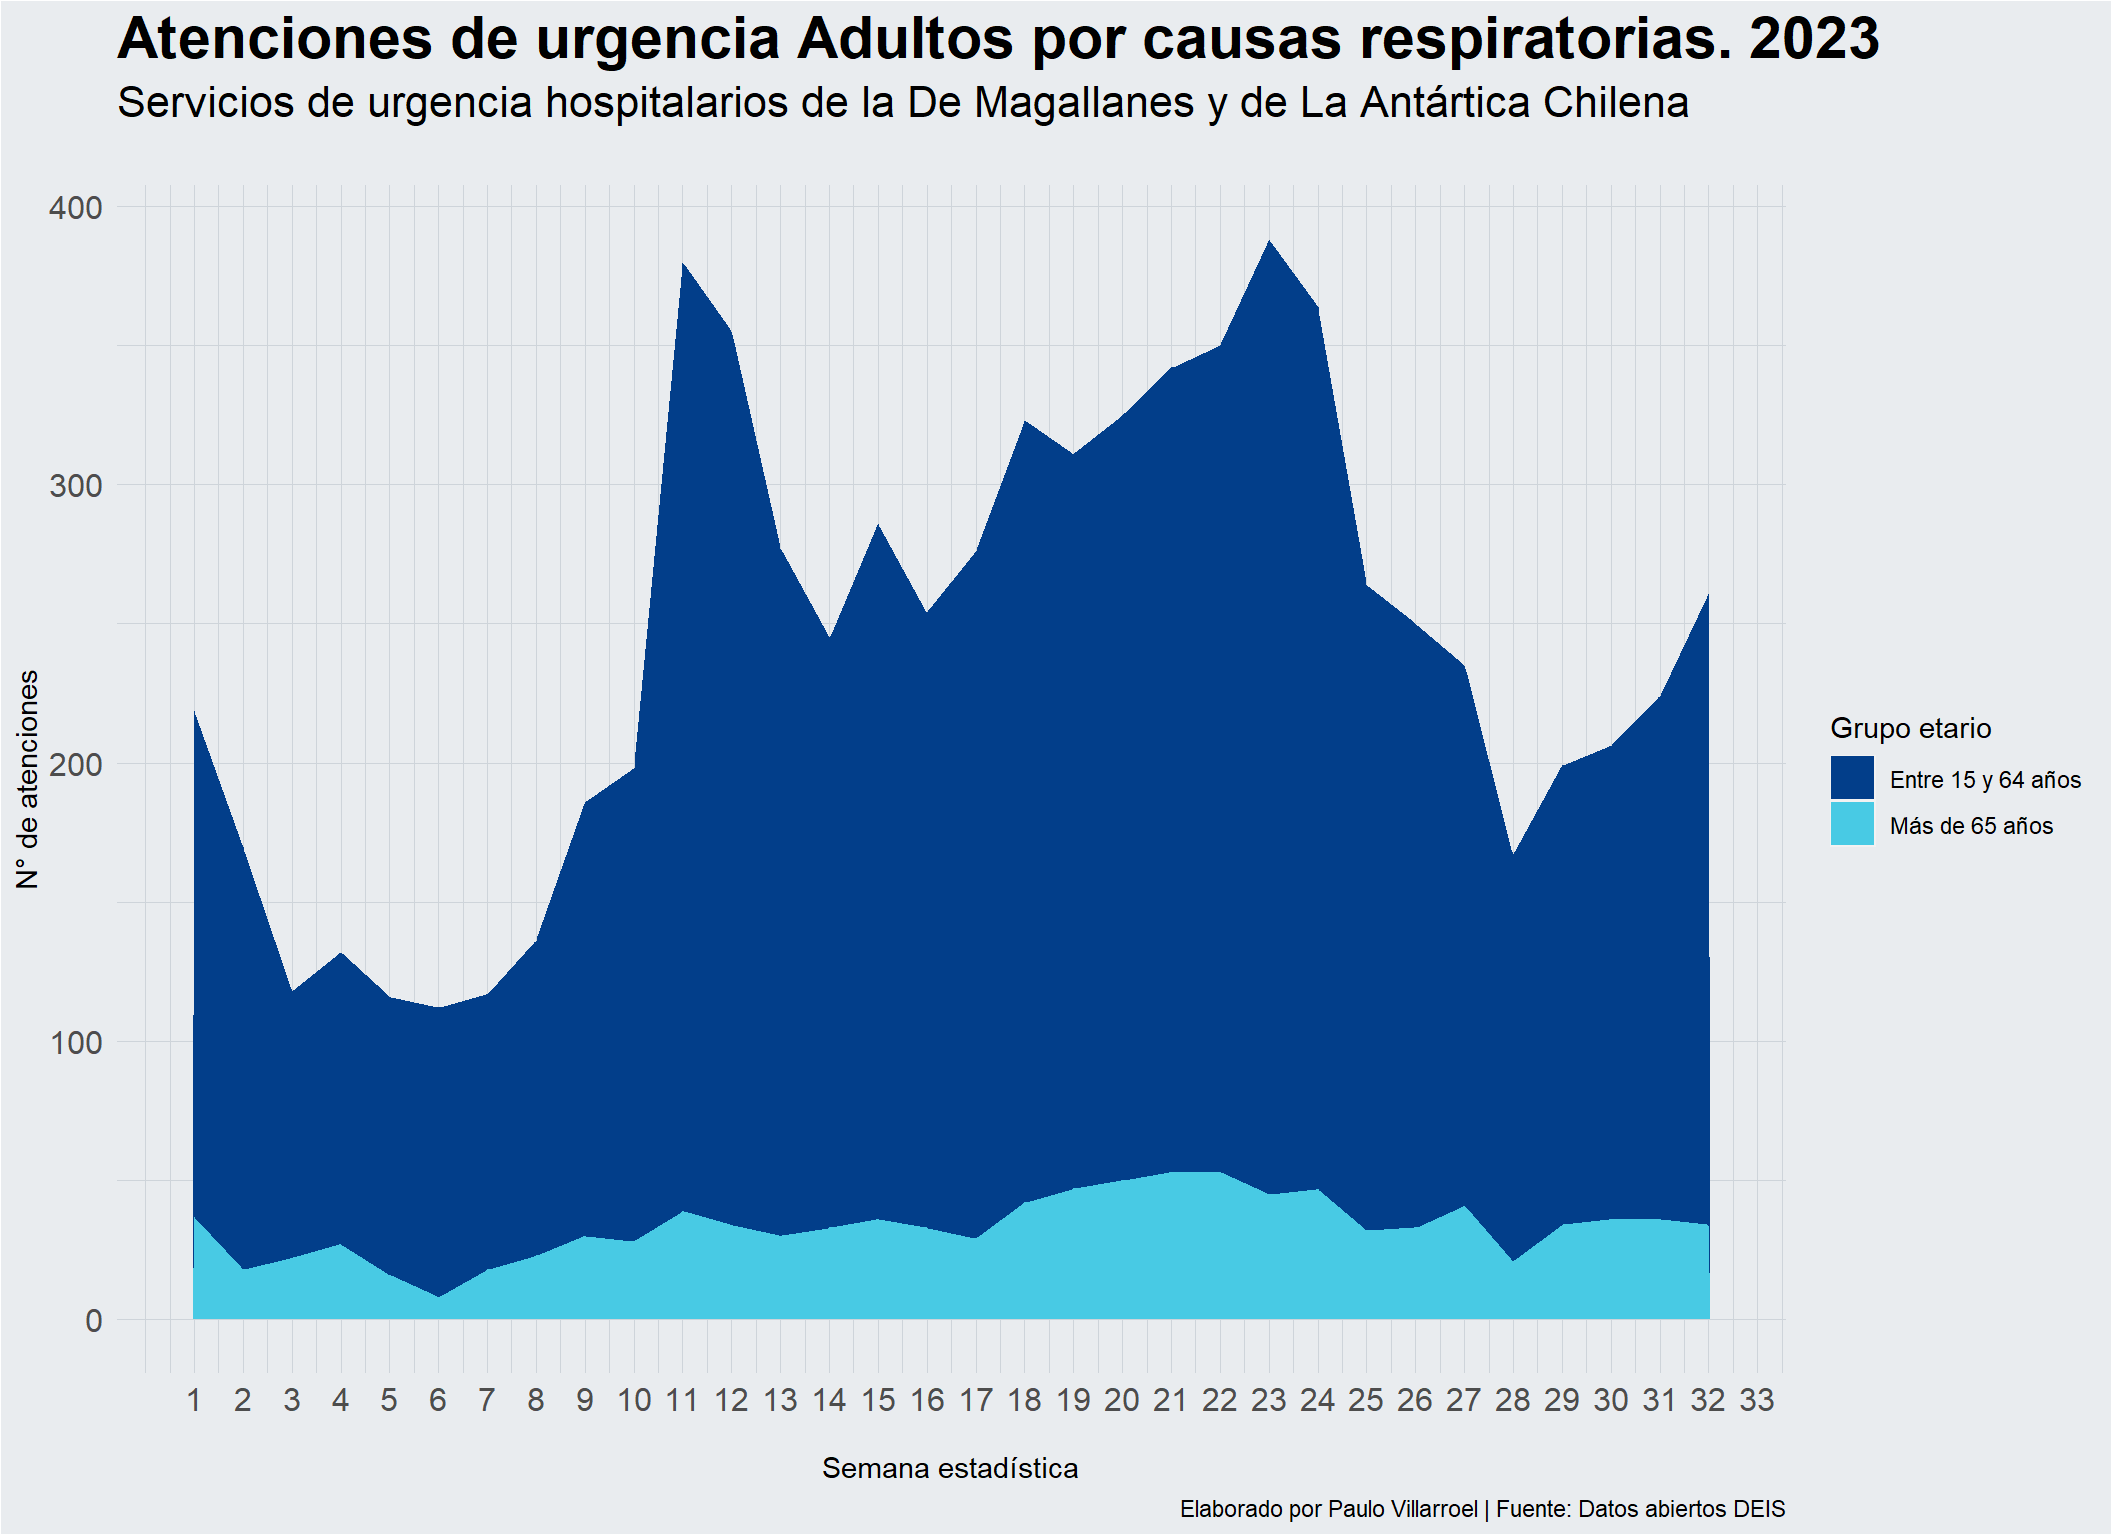 Atenciones de urgencia Adultos por causas respiratorias. 2023
Servicios de urgencia hospitalarios de la De Magallanes y de La Antártica Chilena
400
300
200
100
0
N° de atenciones
1 2 3 4 5 6 7 8 9 10 11 12 13 14 15 16 17 18 19 20 21 22 23 24 25 26 27 28 29 30 31 32 33
Semana estadística
Grupo etario
Entre 15 y 64 años
Más de 65 años
Elaborado por Paulo Villarroel | Fuente: Datos abiertos DEIS